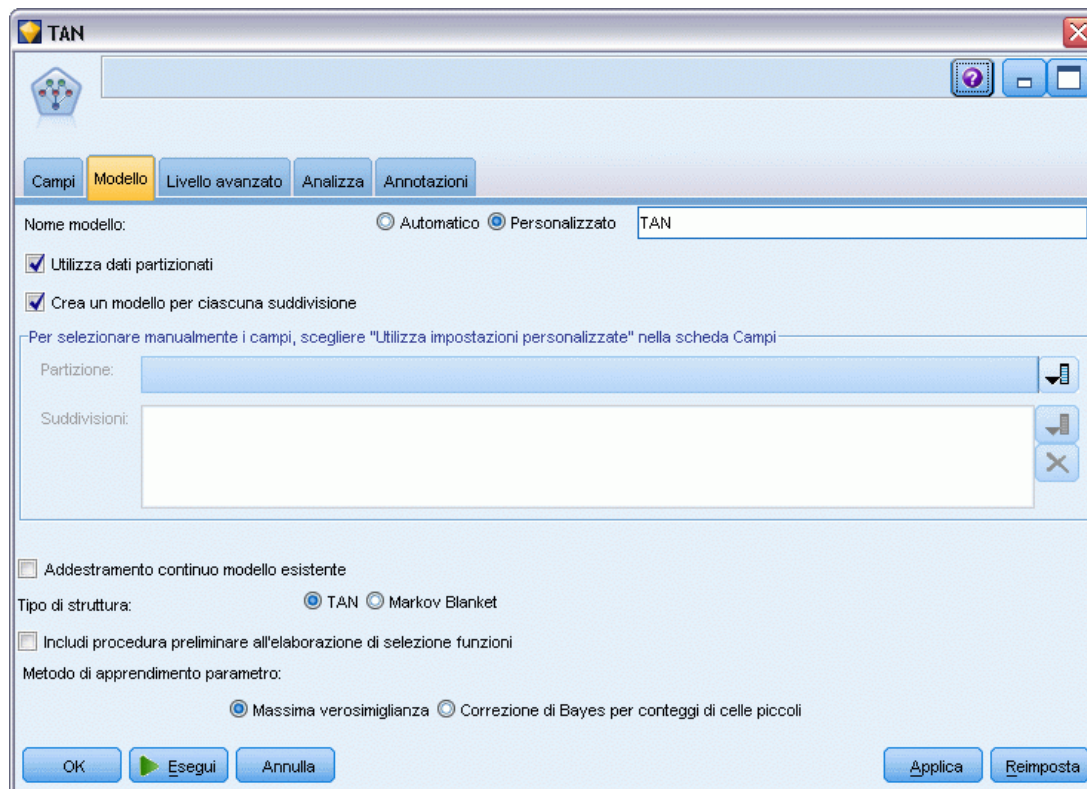 TAN
Campi Modello Livello avanzato Analizza Annotazioni
Nome modello: Automatico Personalizzato TAN
Utilizza dati partizionati
Crea un modello per ciascuna suddivisione
Per selezionare manualmente i campi, scegliere "Utilizza impostazioni personalizzate" nella scheda Campi
Partizione:
Suddivisioni:
Addestramento continuo modello esistente
Tipo di struttura: TAN Markov Blanket
Includi procedura preliminare all'elaborazione di selezione funzioni
Metodo di apprendimento parametro:
Massima verosimiglianza Correzione di Bayes per conteggi di celle piccoli
OK Esegui Annulla Applica Reimposta